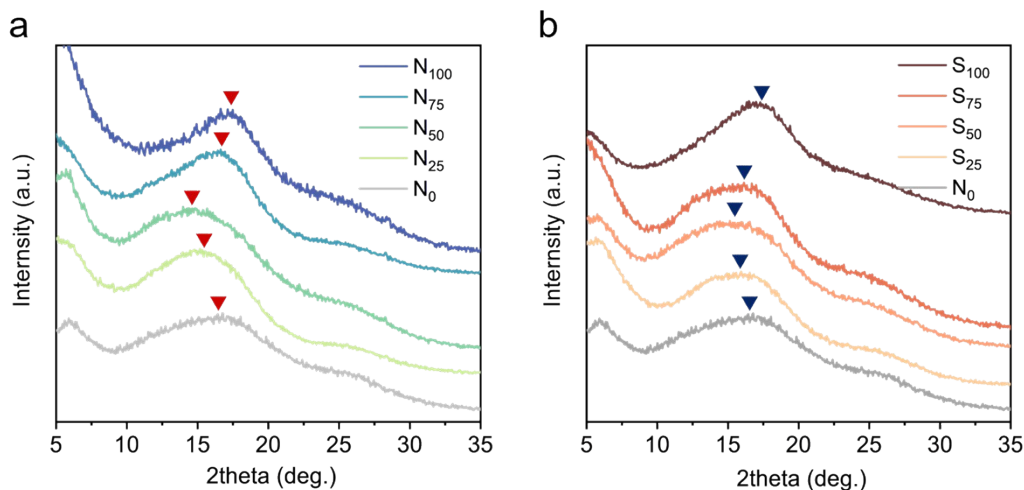 a
Intensity (a.u.)
N₁₀₀
N₇₅
N₅₀
N₂₅
N₀
5 10 15 20 25 30 35
2theta (deg.)
b
Intensity (a.u.)
S₁₀₀
S₇₅
S₅₀
S₂₅
N₀
5 10 15 20 25 30 35
2theta (deg.)